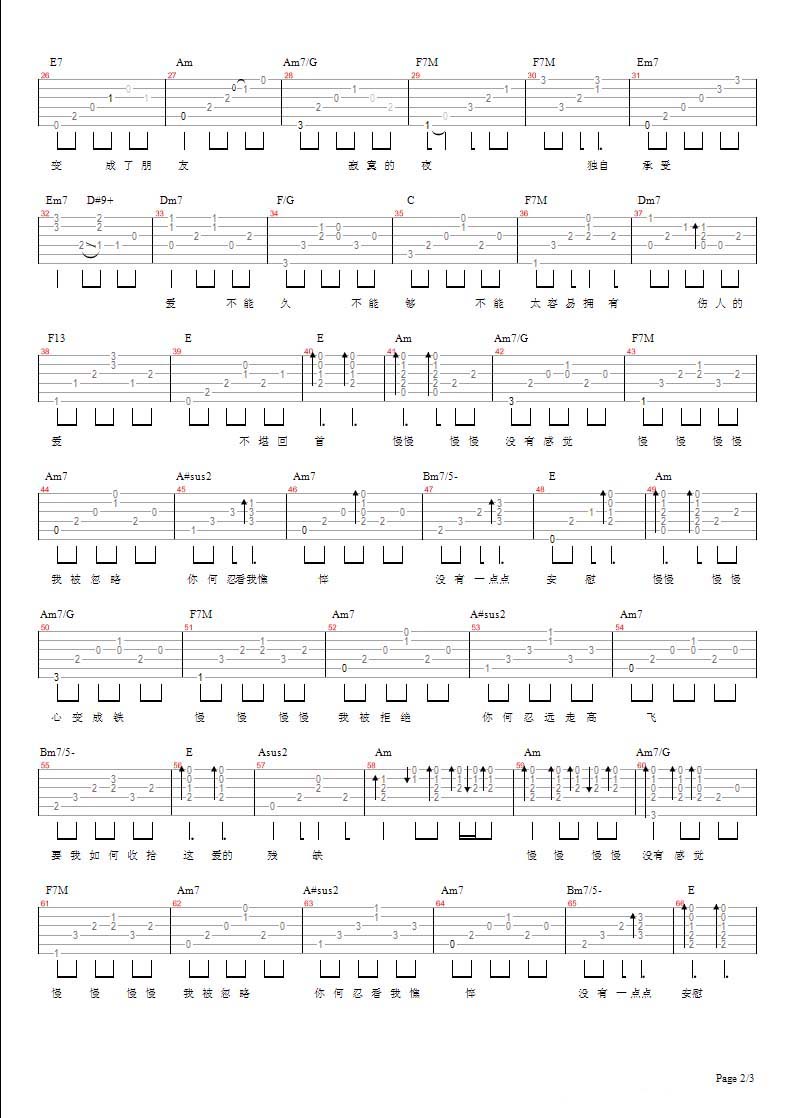 E7 Am Am7/G F7M F7M Em7
26 27 28 29 30 31
变 成 了 朋 友 寂 寞 的 夜 独自 承 受
Em7 D#9+ Dm7 F/G C F7M Dm7
32 33 34 35 36 37
爱 不 能 久 不 能 够 不 能 太 容 易 拥 有 伤 人 的
F13 E E Am Am7/G F7M
38 39 40 41 42 43
爱 不 堪 回 首 慢慢 慢 慢 没 有 感 觉 慢 慢 慢 慢
Am7 A#sus2 Am7 Bm7/5- E Am
44 45 46 47 48 49
我 被 忽 略 你 何 忍看我憔 悴 没 有 一 点点 安 慰 慢慢 慢 慢
Am7/G F7M Am7 A#sus2 Am7
50 51 52 53 54
心 变 成 铁 慢 慢 慢 慢 我 被 拒 绝 你 何 忍 远 走 高 飞
Bm7/5- E Asus2 Am Am Am7/G
55 56 57 58 59 60
要 我 如 何 收 拾 这 爱的 残 缺 慢 慢 慢 慢 没有 感 觉
F7M Am7 A#sus2 Am7 Bm7/5- E
61 62 63 64 65 66
慢 慢 慢 慢 我 被 忽 略 你 何 忍 看 我 憔 悴 没 有 一 点点 安慰
Page 2/3